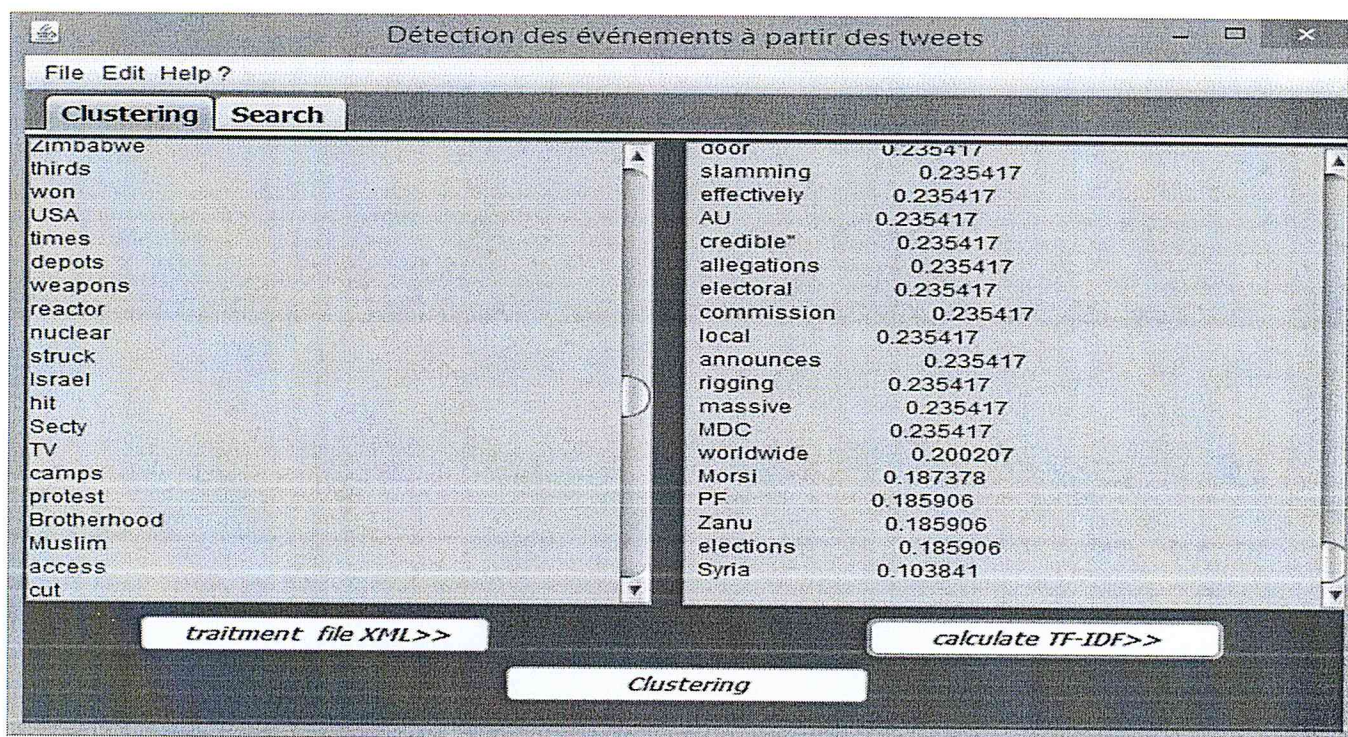 Détection des événements à partir des tweets
File Edit Help ?
Clustering Search
Zimbabwe
thirds
won
USA
times
depots
weapons
reactor
nuclear
struck
Israel
hit
Secty
TV
camps
protest
Brotherhood
Muslim
access
cut
door 0.235417
slamming 0.235417
effectively 0.235417
AU 0.235417
credible" 0.235417
allegations 0.235417
electoral 0.235417
commission 0.235417
local 0.235417
announces 0.235417
rigging 0.235417
massive 0.235417
MDC 0.235417
worldwide 0.200207
Morsi 0.187378
PF 0.185906
Zanu 0.185906
elections 0.185906
Syria 0.103841
traitment file XML>>
calculate TF-IDF>>
Clustering